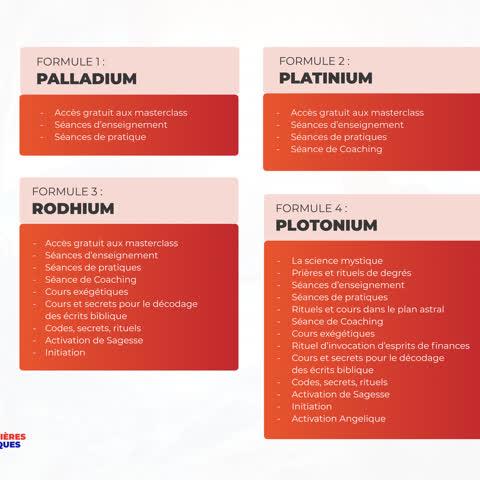 FORMULE 1 :
PALLADIUM
- Accès gratuit aux masterclass
- Séances d'enseignement
- Séances de pratique
FORMULE 2 :
PLATINIUM
- Accès gratuit aux masterclass
- Séances d'enseignement
- Séances de pratiques
- Séance de Coaching
FORMULE 3 :
RODHIUM
- Accès gratuit aux masterclass
- Séances d'enseignement
- Séances de pratiques
- Séance de Coaching
- Cours exégétiques
- Cours et secrets pour le décodage
des écrits biblique
- Codes, secrets, rituels
- Activation de Sagesse
- Initiation
FORMULE 4 :
PLOTONIUM
- La science mystique
- Prières et rituels de degrés
- Séances d'enseignement
- Séances de pratiques
- Rituels et cours dans le plan astral
- Séance de Coaching
- Cours exégétiques
- Rituel d'invocation d'esprits de finances
- Cours et secrets pour le décodage
des écrits biblique
- Codes, secrets, rituels
- Activation de Sagesse
- Initiation
- Activation Angelique
IÈRES
QUES